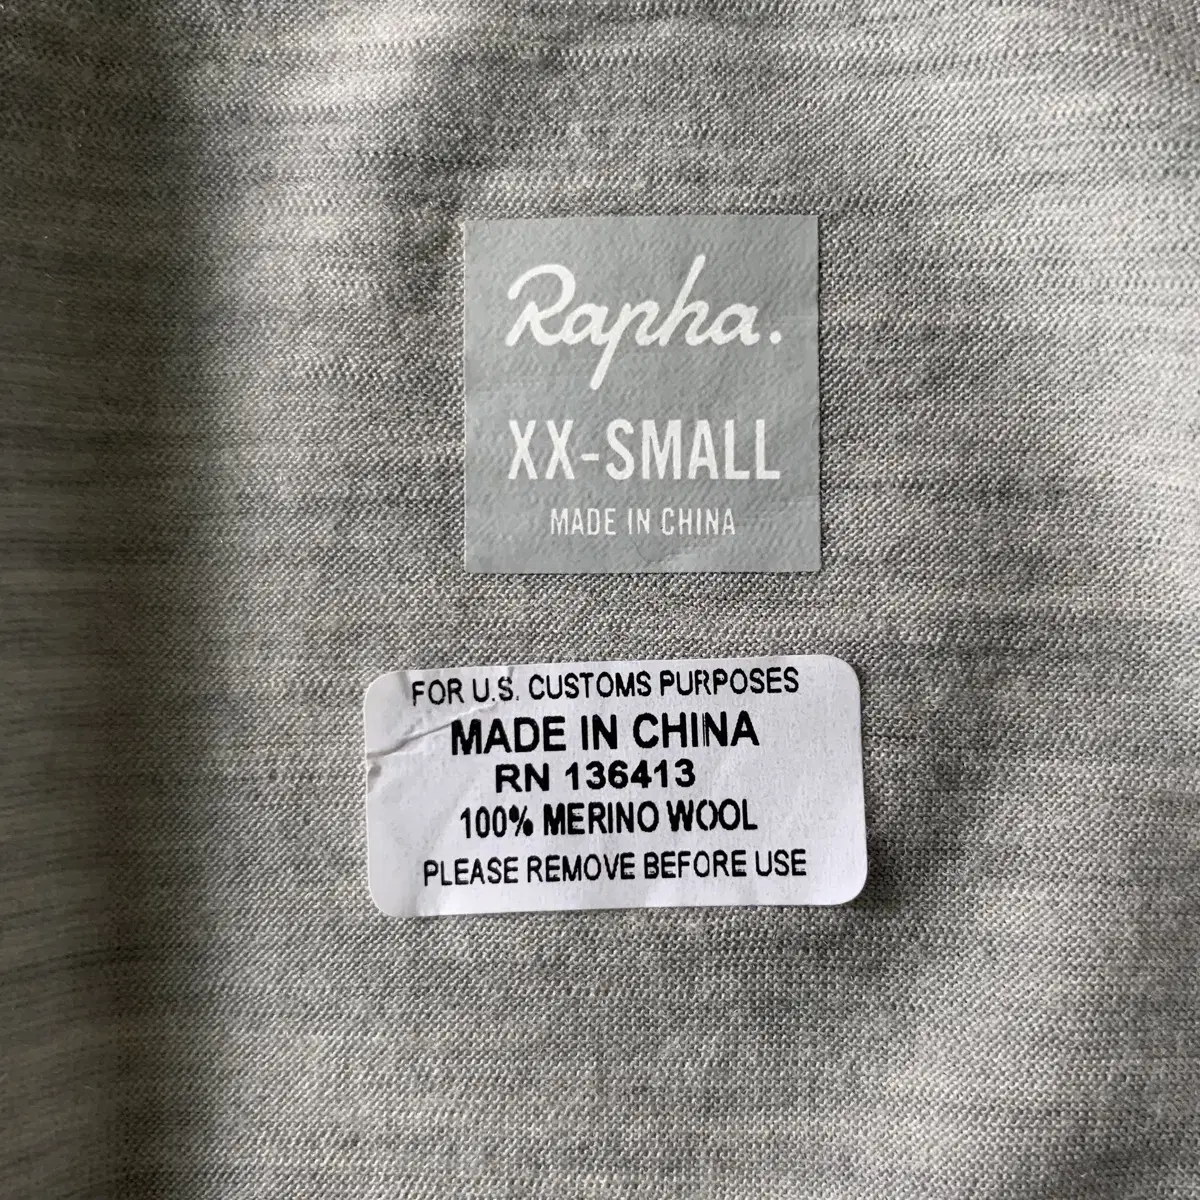 Rapha.
XX-SMALL
MADE IN CHINA
FOR U.S. CUSTOMS PURPOSES
MADE IN CHINA
RN 136413
100% MERINO WOOL
PLEASE REMOVE BEFORE USE